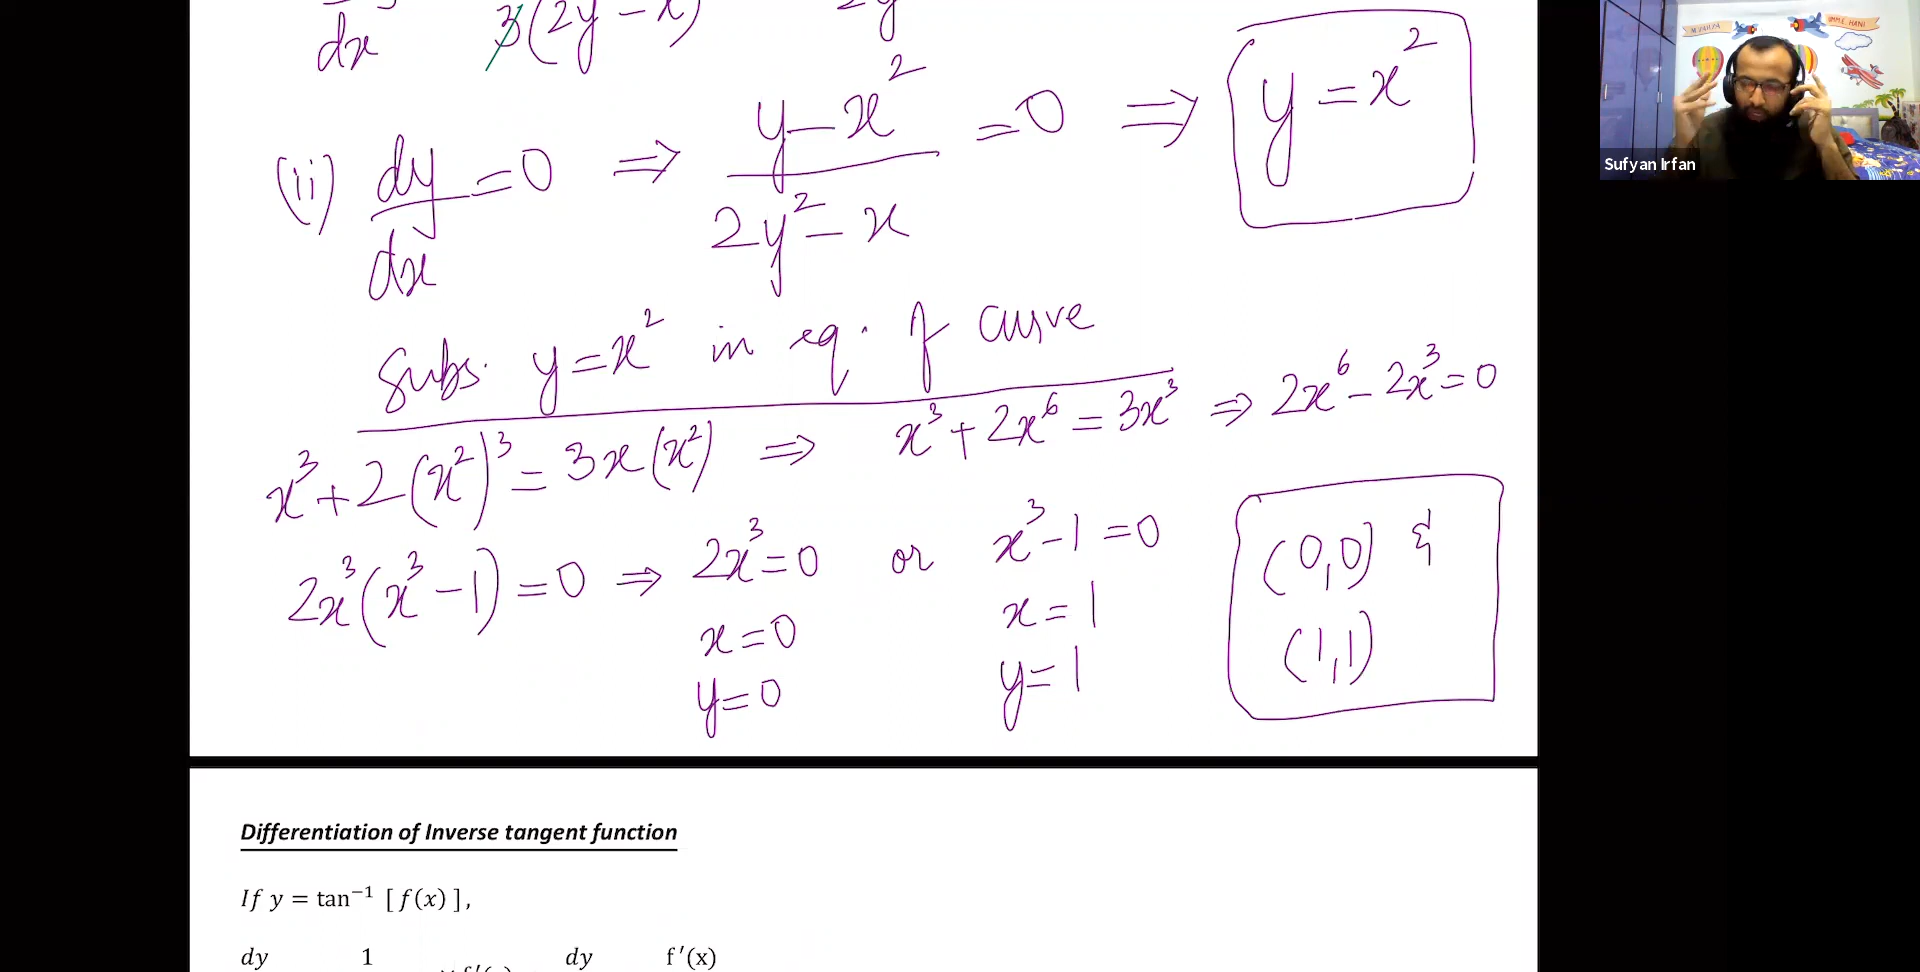 dx 3(2y - x) 2y
(ii) dy/dx = 0 ⇒ (y - x²)/(2y² - x) = 0 ⇒ y = x²
Subs. y = x² in eq. of curve
x³ + 2(x²)³ = 3x(x²) ⇒ x³ + 2x⁶ = 3x³ ⇒ 2x⁶ - 2x³ = 0
2x³(x³ - 1) = 0 ⇒ 2x³ = 0 or x³ - 1 = 0
x = 0 x = 1
y = 0 y = 1
(0,0) &
(1,1)
Differentiation of Inverse tangent function
If y = tan⁻¹ [ f(x) ],
dy 1 dy f′(x)
Sufyan Irfan
UMME HANI